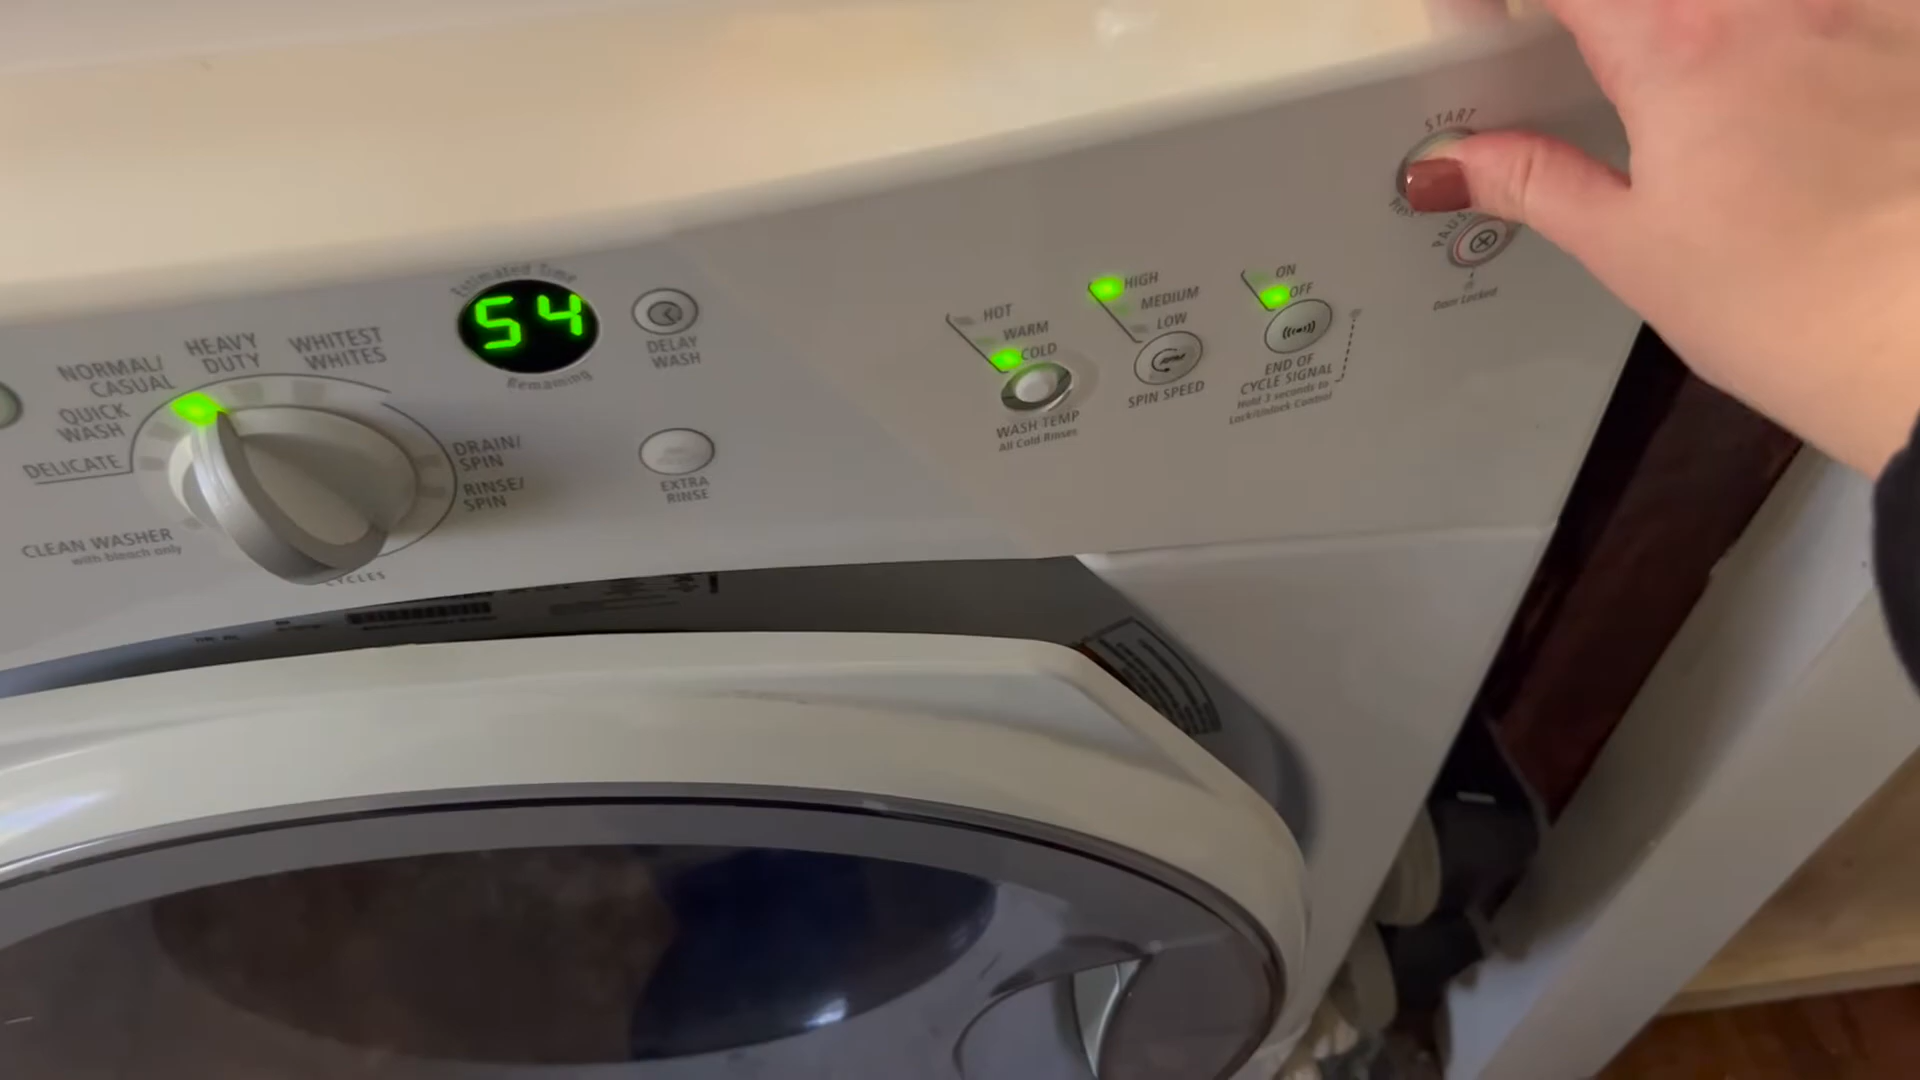 NORMAL/
CASUAL
HEAVY
DUTY
WHITEST
WHITES
QUICK
WASH
DELICATE
CLEAN WASHER
with bleach only
DRAIN/
SPIN
RINSE/
SPIN
CYCLES
Estimated Time
54
Remaining
DELAY
WASH
EXTRA
RINSE
HOT
WARM
COLD
WASH TEMP
All Cold Rinses
HIGH
MEDIUM
LOW
SPIN SPEED
ON
OFF
END OF
CYCLE SIGNAL
Hold 3 seconds to
Lock/Unlock Control
START
Door Locked